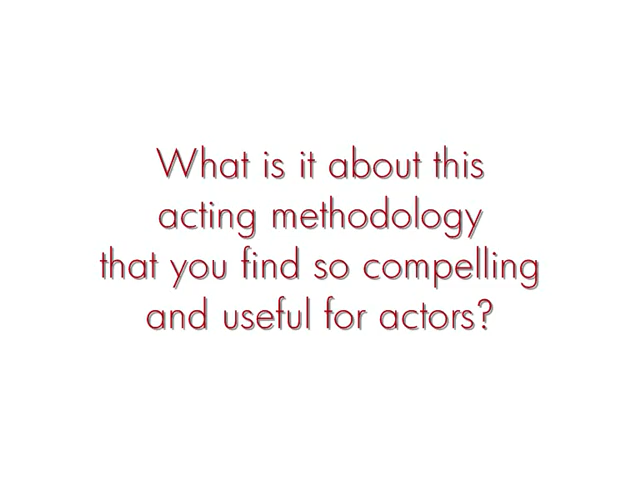 What is it about this
acting methodology
that you find so compelling
and useful for actors?